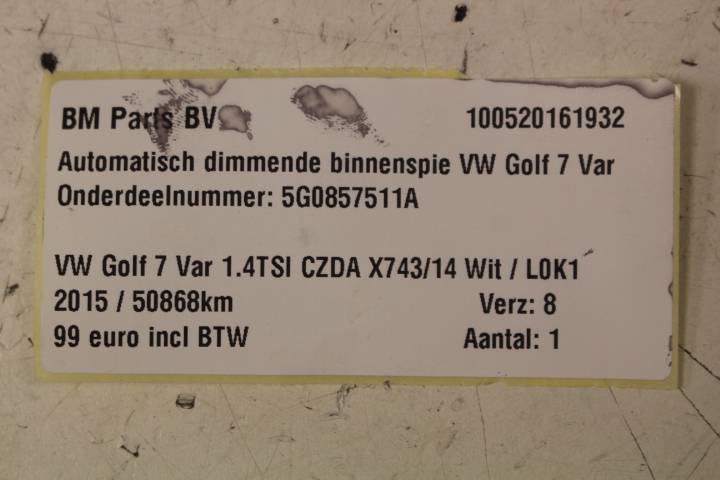 BM Parts BV 100520161932
Automatisch dimmende binnenspie VW Golf 7 Var
Onderdeelnummer: 5G0857511A
VW Golf 7 Var 1.4TSI CZDA X743/14 Wit / L0K1
2015 / 50868km Verz: 8
99 euro incl BTW Aantal: 1